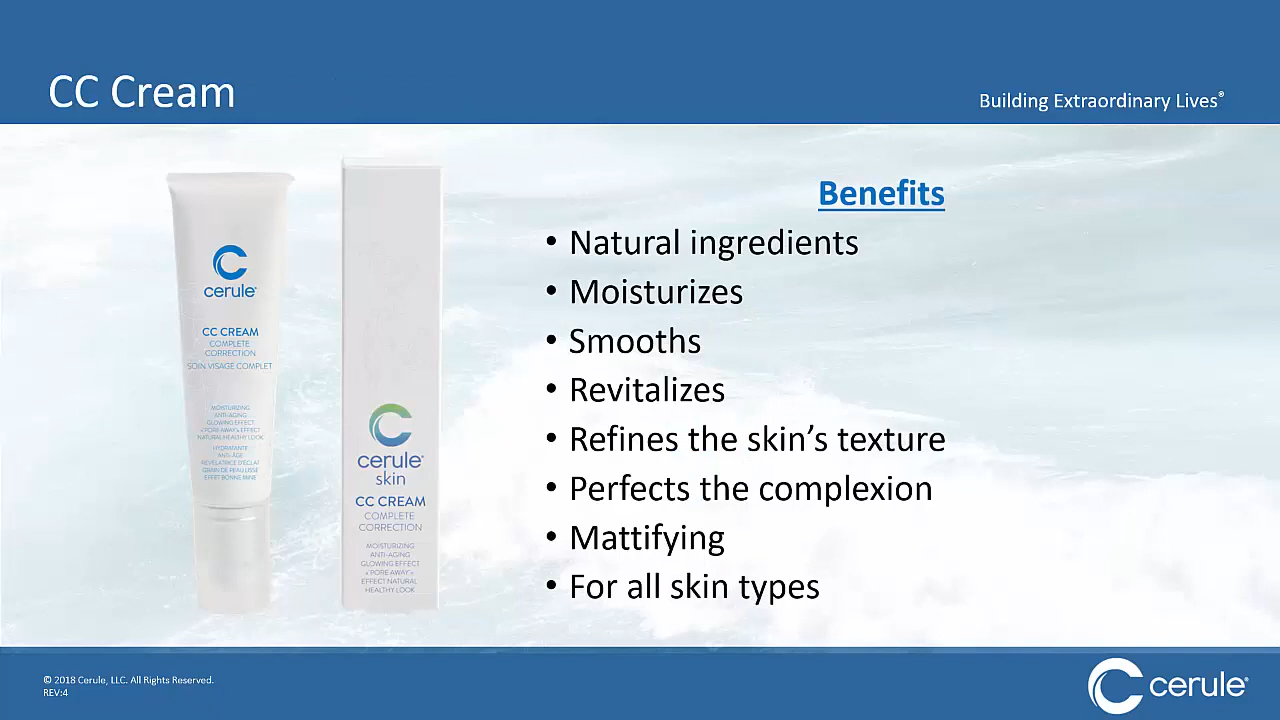 CC Cream
Building Extraordinary Lives®
Benefits
• Natural ingredients
• Moisturizes
• Smooths
• Revitalizes
• Refines the skin’s texture
• Perfects the complexion
• Mattifying
• For all skin types
cerule®
CC CREAM
COMPLETE
CORRECTION
SOIN VISAGE COMPLET
MOISTURIZING
ANTI-AGING
GLOWING EFFECT
« PORE AWAY » EFFECT
NATURAL HEALTHY LOOK
HYDRATANTE
ANTI-ÂGE
RÉVÉLATRICE D'ÉCLAT
GRAIN DE PEAU LISSE
EFFET BONNE MINE
cerule®
skin
CC CREAM
COMPLETE
CORRECTION
MOISTURIZING
ANTI-AGING
GLOWING EFFECT
« PORE AWAY »
EFFECT NATURAL
HEALTHY LOOK
© 2018 Cerule, LLC. All Rights Reserved.
REV:4
cerule®